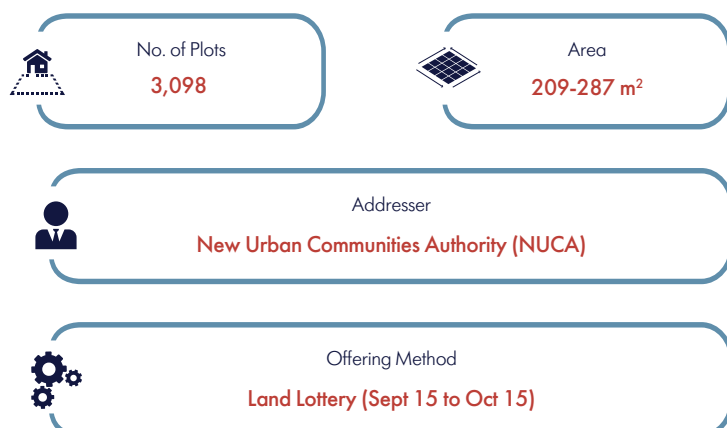 No. of Plots
3,098
Area
209-287 m²
Addresser
New Urban Communities Authority (NUCA)
Offering Method
Land Lottery (Sept 15 to Oct 15)